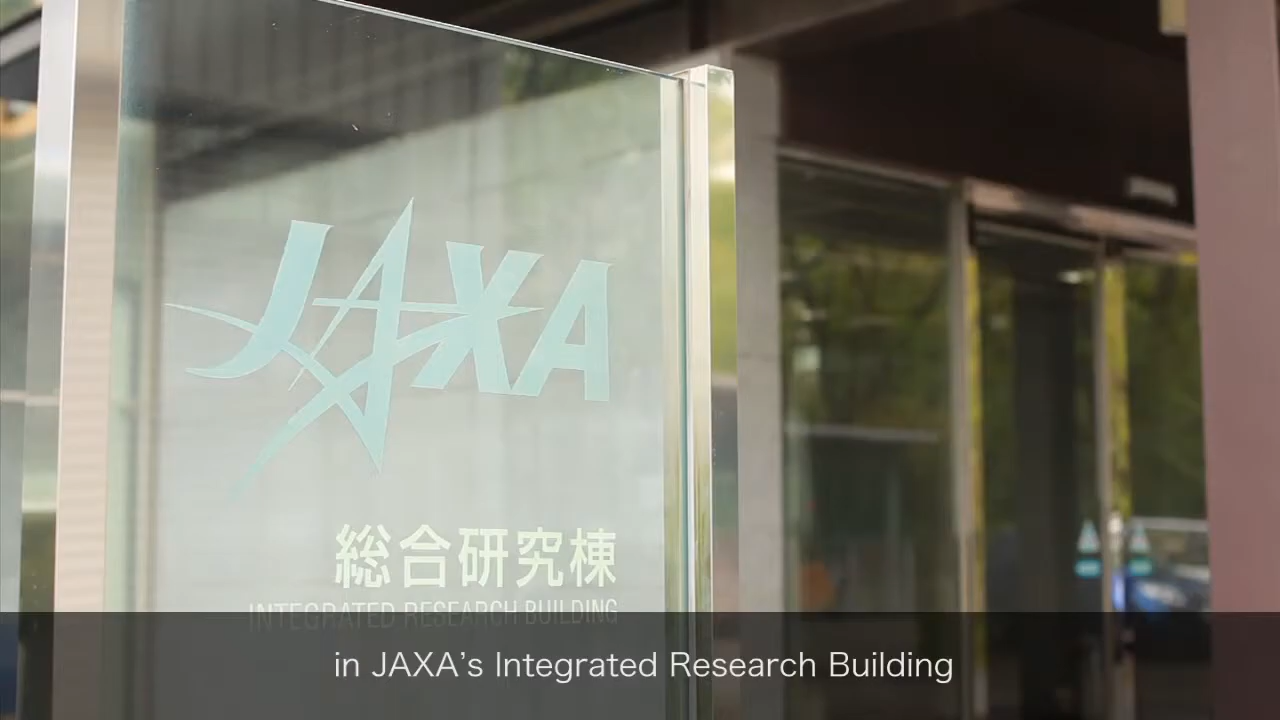 JAXA
総合研究棟
INTEGRATED RESEARCH BUILDING
in JAXA's Integrated Research Building